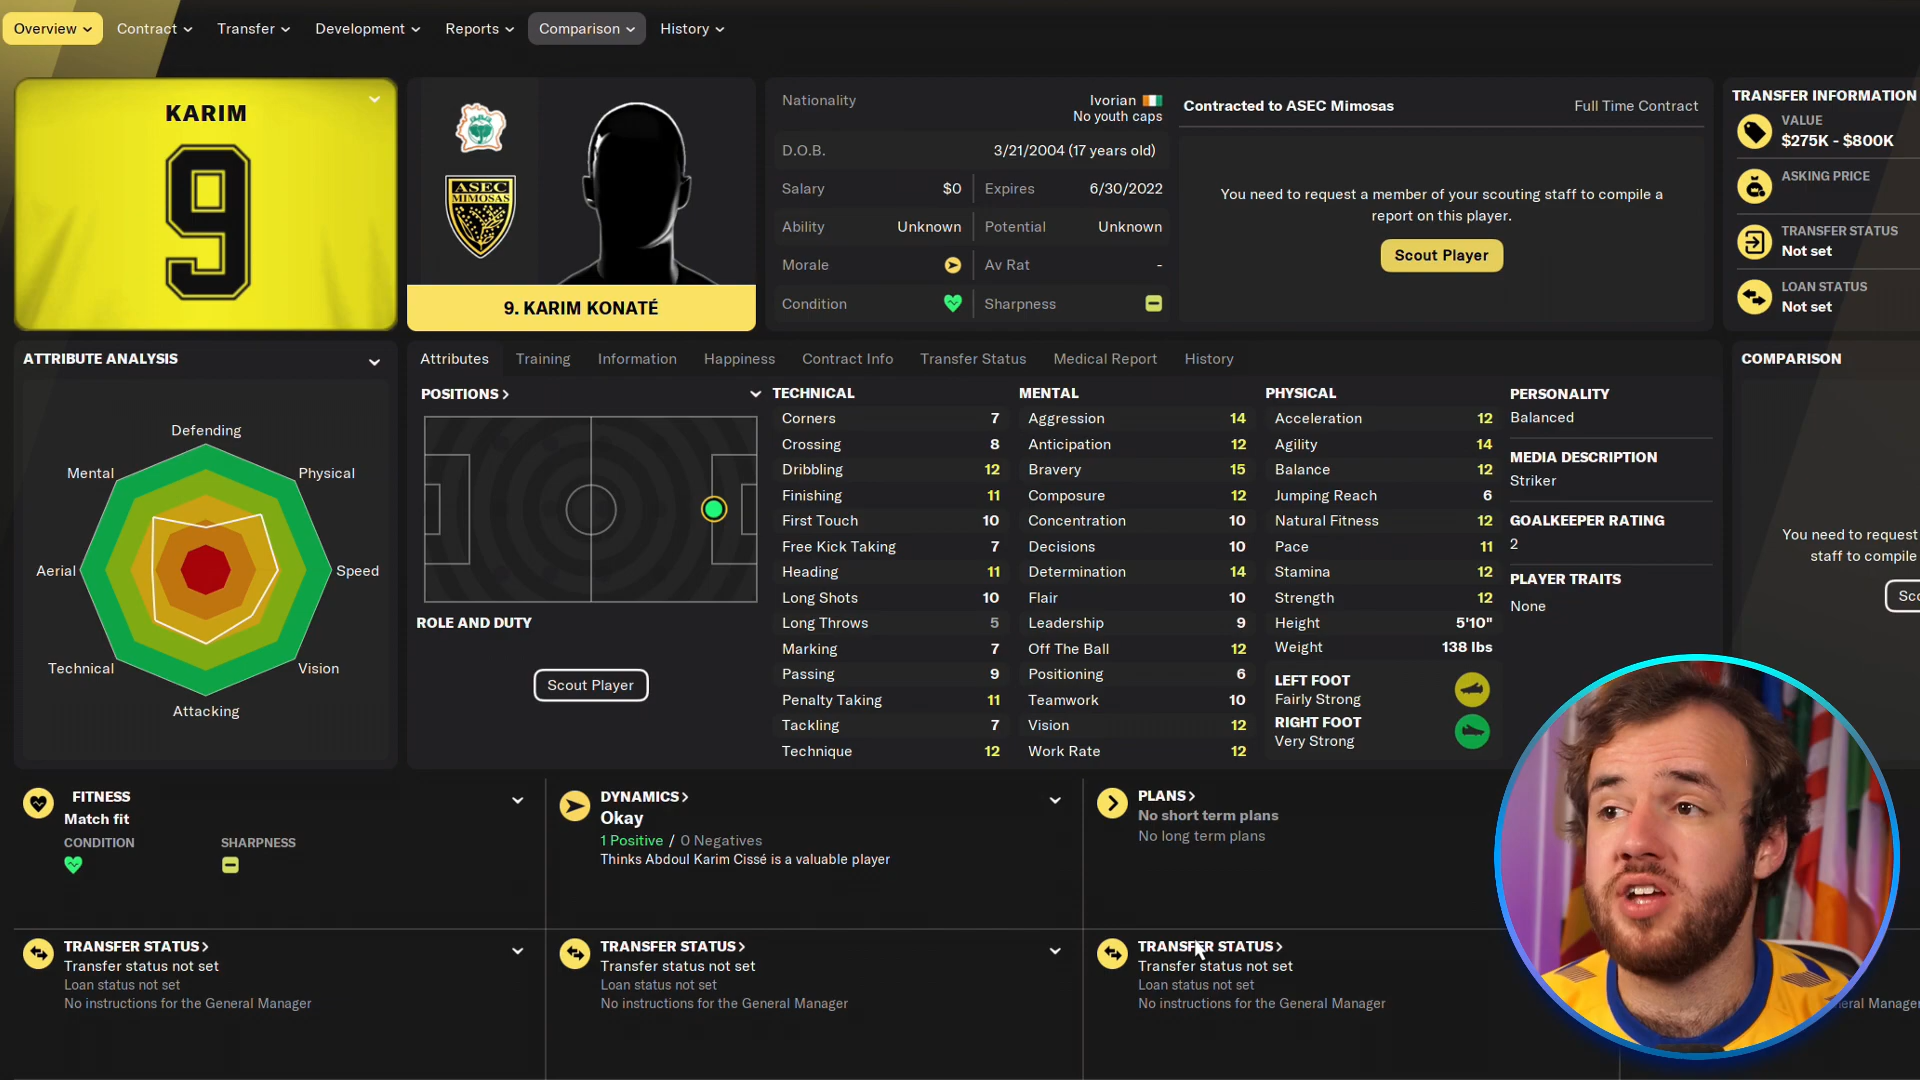 Overview
Contract
Transfer
Development
Reports
Comparison
History
KARIM
9
ASEC
MIMOSAS
9. KARIM KONATÉ
Nationality
Ivorian
No youth caps
D.O.B.
3/21/2004 (17 years old)
Salary $0 Expires 6/30/2022
Ability Unknown Potential Unknown
Morale Av Rat -
Condition Sharpness
Contracted to ASEC Mimosas Full Time Contract
You need to request a member of your scouting staff to compile a
report on this player.
Scout Player
TRANSFER INFORMATION
VALUE
$275K - $800K
ASKING PRICE
TRANSFER STATUS
Not set
LOAN STATUS
Not set
ATTRIBUTE ANALYSIS
Defending
Mental
Physical
Aerial
Speed
Technical
Vision
Attacking
Attributes
Training
Information
Happiness
Contract Info
Transfer Status
Medical Report
History
POSITIONS
ROLE AND DUTY
Scout Player
TECHNICAL
Corners 7
Crossing 8
Dribbling 12
Finishing 11
First Touch 10
Free Kick Taking 7
Heading 11
Long Shots 10
Long Throws 5
Marking 7
Passing 9
Penalty Taking 11
Tackling 7
Technique 12
MENTAL
Aggression 14
Anticipation 12
Bravery 15
Composure 12
Concentration 10
Decisions 10
Determination 14
Flair 10
Leadership 9
Off The Ball 12
Positioning 6
Teamwork 10
Vision 12
Work Rate 12
PHYSICAL
Acceleration 12
Agility 14
Balance 12
Jumping Reach 6
Natural Fitness 12
Pace 11
Stamina 12
Strength 12
Height 5'10"
Weight 138 lbs
LEFT FOOT
Fairly Strong
RIGHT FOOT
Very Strong
PERSONALITY
Balanced
MEDIA DESCRIPTION
Striker
GOALKEEPER RATING
2
PLAYER TRAITS
None
COMPARISON
You need to request
staff to compile
Sco
FITNESS
Match fit
CONDITION SHARPNESS
DYNAMICS
Okay
1 Positive / 0 Negatives
Thinks Abdoul Karim Cissé is a valuable player
PLANS
No short term plans
No long term plans
TRANSFER STATUS
Transfer status not set
Loan status not set
No instructions for the General Manager
TRANSFER STATUS
Transfer status not set
Loan status not set
No instructions for the General Manager
TRANSFER STATUS
Transfer status not set
Loan status not set
No instructions for the General Manager
eral Manager